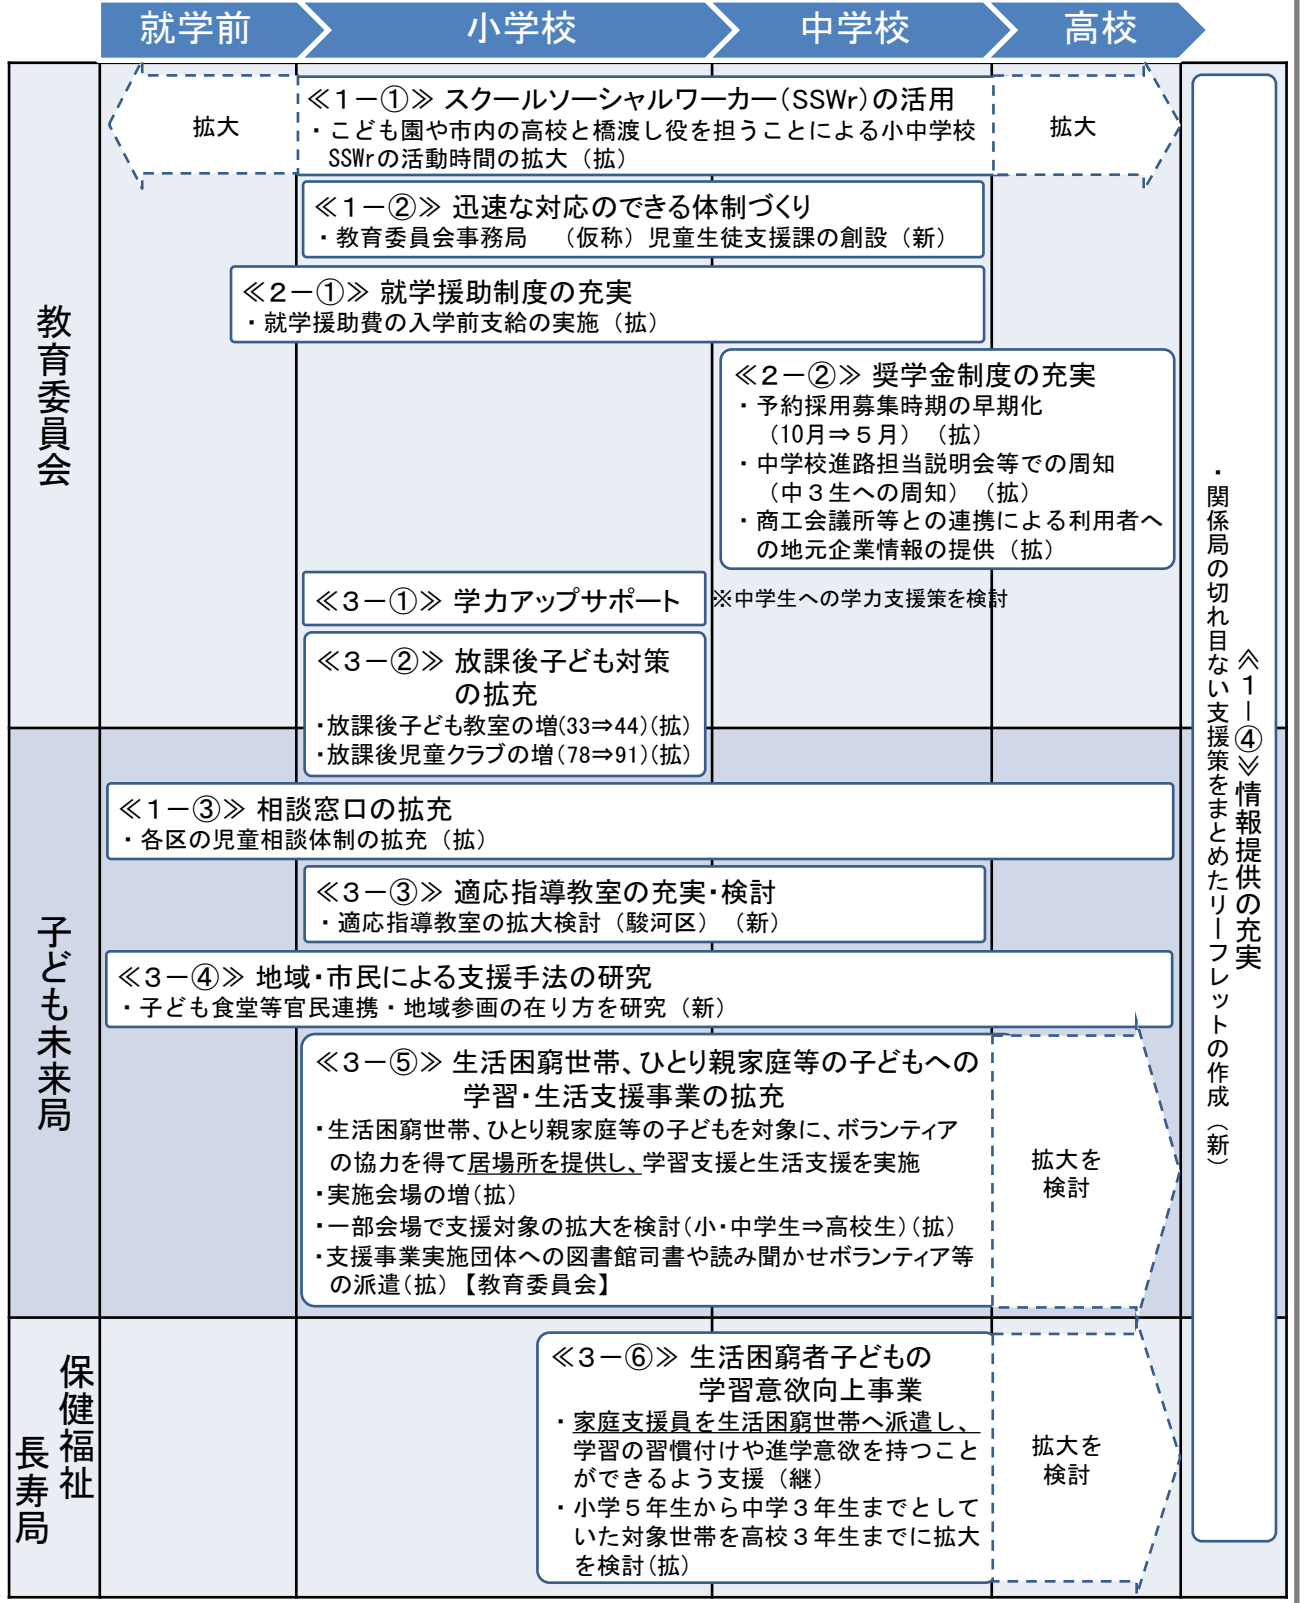 就学前
小学校
中学校
高校
教育委員会
拡大
≪１－①≫ スクールソーシャルワーカー(SSWr)の活用
・こども園や市内の高校と橋渡し役を担うことによる小中学校
SSWrの活動時間の拡大（拡）
拡大
≪１－②≫ 迅速な対応のできる体制づくり
・教育委員会事務局　（仮称）児童生徒支援課の創設（新）
≪２－①≫ 就学援助制度の充実
・就学援助費の入学前支給の実施（拡）
≪２－②≫ 奨学金制度の充実
・予約採用募集時期の早期化
（10月⇒５月）（拡）
・中学校進路担当説明会等での周知
（中３生への周知）（拡）
・商工会議所等との連携による利用者へ
の地元企業情報の提供（拡）
≪３－①≫ 学力アップサポート
※中学生への学力支援策を検討
≪３－②≫ 放課後子ども対策
の拡充
・放課後子ども教室の増(33⇒44)(拡)
・放課後児童クラブの増(78⇒91)(拡)
子ども未来局
≪１－③≫ 相談窓口の拡充
・各区の児童相談体制の拡充（拡）
≪３－③≫ 適応指導教室の充実・検討
・適応指導教室の拡大検討（駿河区）（新）
≪３－④≫ 地域・市民による支援手法の研究
・子ども食堂等官民連携・地域参画の在り方を研究（新）
≪３－⑤≫ 生活困窮世帯、ひとり親家庭等の子どもへの
学習・生活支援事業の拡充
・生活困窮世帯、ひとり親家庭等の子どもを対象に、ボランティア
の協力を得て居場所を提供し、学習支援と生活支援を実施
・実施会場の増(拡)
・一部会場で支援対象の拡大を検討(小・中学生⇒高校生)(拡)
・支援事業実施団体への図書館司書や読み聞かせボランティア等
の派遣(拡)【教育委員会】
拡大を
検討
保健福祉
長寿局
≪３－⑥≫ 生活困窮者子どもの
学習意欲向上事業
・家庭支援員を生活困窮世帯へ派遣し、
学習の習慣付けや進学意欲を持つこと
ができるよう支援（継）
・小学５年生から中学３年生までとして
いた対象世帯を高校３年生までに拡大
を検討(拡)
拡大を
検討
≪１－④≫情報提供の充実
・関係局の切れ目ない支援策をまとめたリーフレットの作成（新）